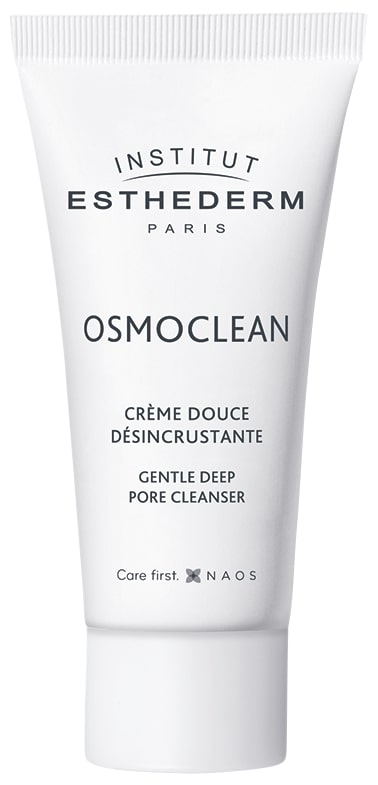 INSTITUT
ESTHEDERM
PARIS
OSMOCLEAN
CRÈME DOUCE
DÉSINCRUSTANTE
GENTLE DEEP
PORE CLEANSER
Care first. NAOS